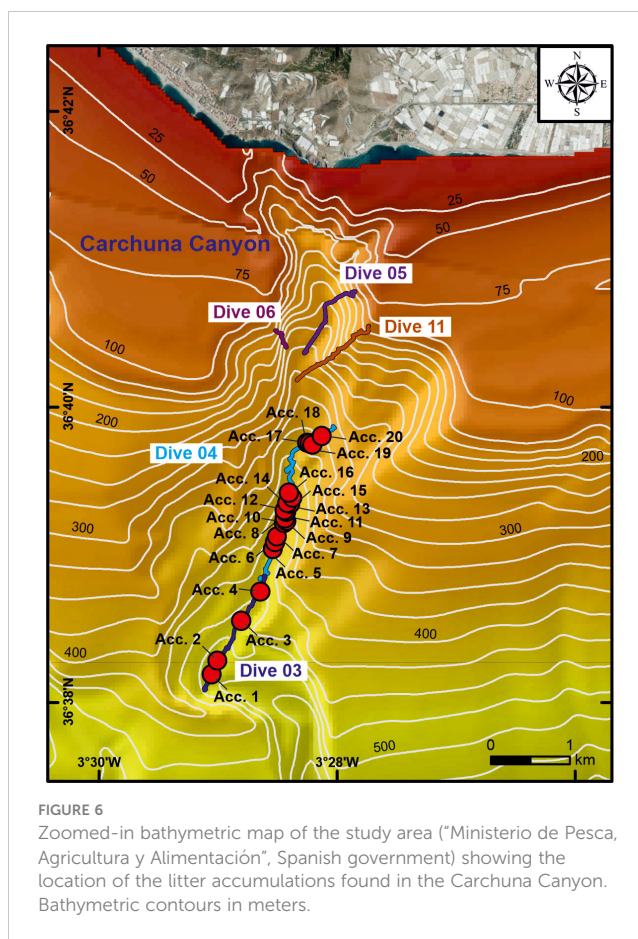 N
W E
S
36°42'N
25
50
25
50
Carchuna Canyon
75
Dive 05
75
Dive 06
Dive 11
100
100
36°40'N
200
Acc. 18
Acc. 17
Acc. 20
Dive 04
Acc. 19
200
Acc. 16
Acc. 14
Acc. 15
Acc. 12
Acc. 13
300
Acc. 10
Acc. 11
300
Acc. 8
Acc. 9
Acc. 6
Acc. 7
Acc. 5
Acc. 4
400
Acc. 3
Acc. 2
400
Dive 03
36°38'N
Acc. 1
500
0 1
km
3°30'W 3°28'W
FIGURE 6
Zoomed-in bathymetric map of the study area (“Ministerio de Pesca,
Agricultura y Alimentación”, Spanish government) showing the
location of the litter accumulations found in the Carchuna Canyon.
Bathymetric contours in meters.